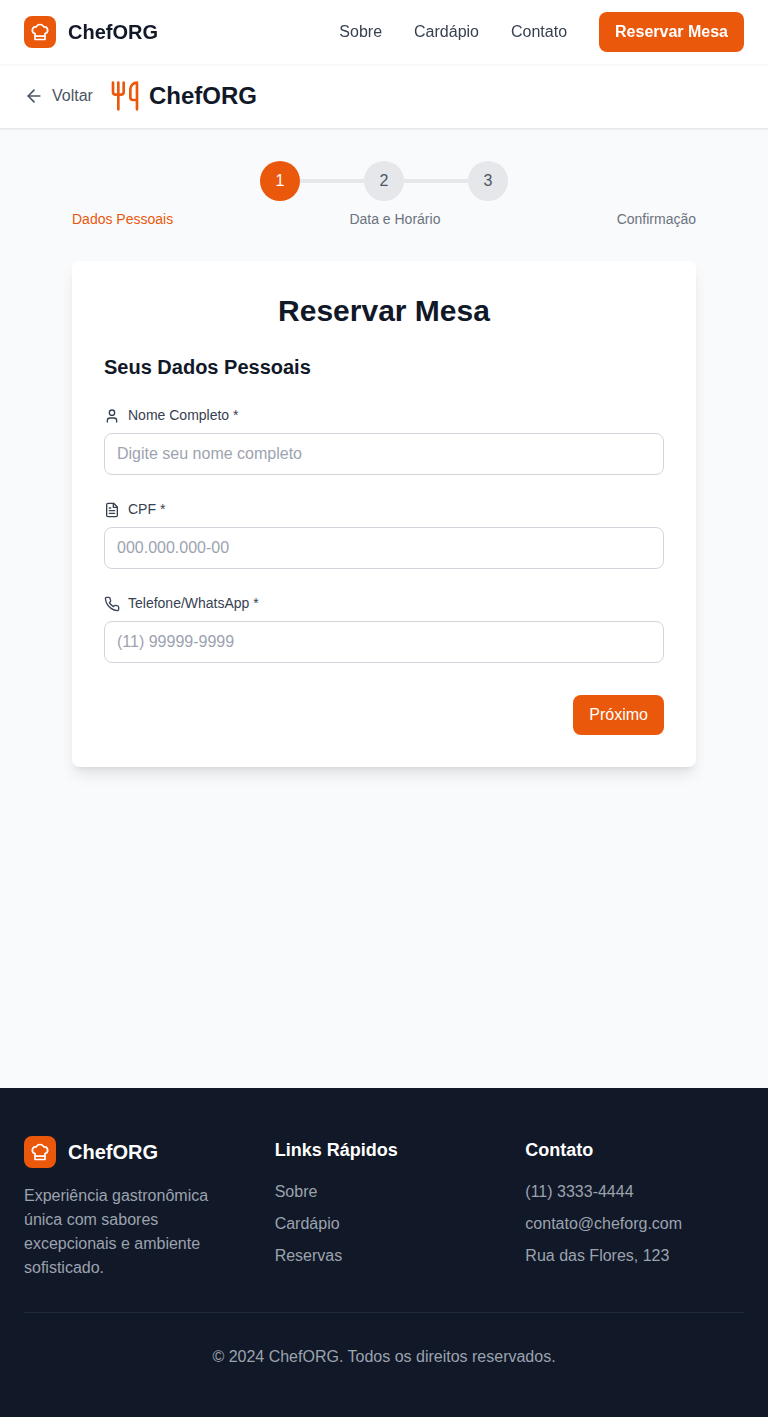 ChefORG
Sobre
Cardápio
Contato
Reservar Mesa
Voltar
ChefORG
1
2
3
Dados Pessoais
Data e Horário
Confirmação
Reservar Mesa
Seus Dados Pessoais
Nome Completo *
Digite seu nome completo
CPF *
000.000.000-00
Telefone/WhatsApp *
(11) 99999-9999
Próximo
ChefORG
Experiência gastronômica
única com sabores
excepcionais e ambiente
sofisticado.
Links Rápidos
Sobre
Cardápio
Reservas
Contato
(11) 3333-4444
contato@cheforg.com
Rua das Flores, 123
© 2024 ChefORG. Todos os direitos reservados.